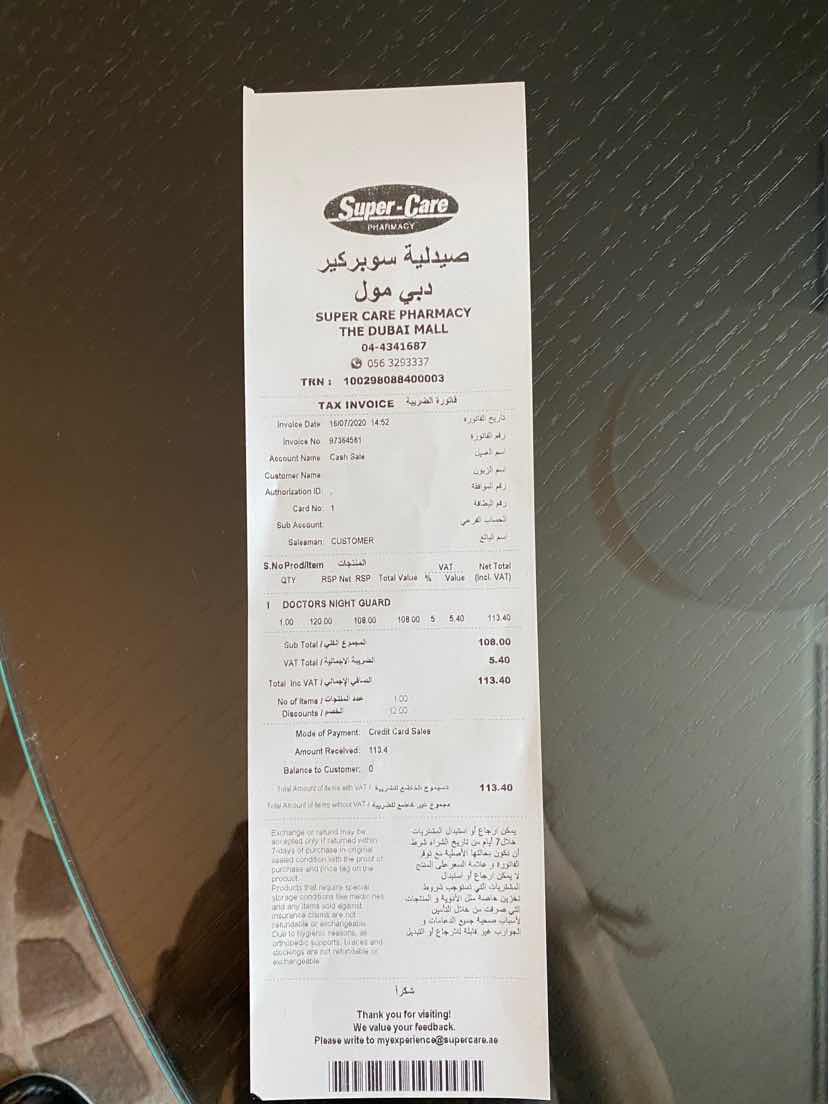 Super-Care
PHARMACY
صيدلية سوبركير
دبي مول
SUPER CARE PHARMACY
THE DUBAI MALL
04-4341687
056 3293337
TRN : 100298088400003
TAX INVOICE فاتورة الضريبة
Invoice Date 16/07/2020 14:52 تاريخ الفاتورة
Invoice No 97364561 رقم الفاتورة
Account Name Cash Sale اسم العميل
Customer Name: اسم الزبون
Authorization ID: . رقم الموافقة
Card No: 1 رقم البطاقة
Sub Account: الحساب الفرعي
Salesman: CUSTOMER اسم البائع
S.No Prod/Item المنتجات VAT Net Total
QTY RSP Net RSP Total Value % Value (Incl. VAT)
1 DOCTORS NIGHT GUARD
1.00 120.00 108.00 108.00 5 5.40 113.40
Sub Total / المجموع الكلي 108.00
VAT Total / الضريبة الاجمالية 5.40
Total Inc VAT / الصافي الإجمالي 113.40
No of Items / عدد المنتجات 1.00
Discounts / الخصم 12.00
Mode of Payment: Credit Card Sales
Amount Received: 113.4
Balance to Customer: 0
Total Amount of items with VAT / الخاضع للضريبة 113.40
Total Amount of items without VAT / مجموع غير خاضع للضريبة
Exchange or refund may be
accepted only if returned within
7-days of purchase in original
sealed condition with the proof of
purchase and price tag on the
product.
Products that require special
storage conditions like medicines
and any items sold against
insurance claims are not
refundable or exchangeable.
Due to hygienic reasons, all
orthopedic supports, braces and
stockings are not refundable or
exchangeable.
يمكن ارجاع أو استبدال المشتريات
خلال 7 أيام من تاريخ الشراء شرط
أن تكون بحالتها الأصلية مع توفر
الفاتورة و علامة السعر على المنتج
لا يمكن ارجاع أو استبدال
المشتريات التي تستوجب شروط
تخزين خاصة مثل الأدوية و المنتجات
التي صرفت من خلال التأمين
لأسباب صحية جميع الدعامات و
الجوارب غير قابلة للارجاع أو التبديل
شكراً
Thank you for visiting!
We value your feedback.
Please write to myexperience@supercare.ae